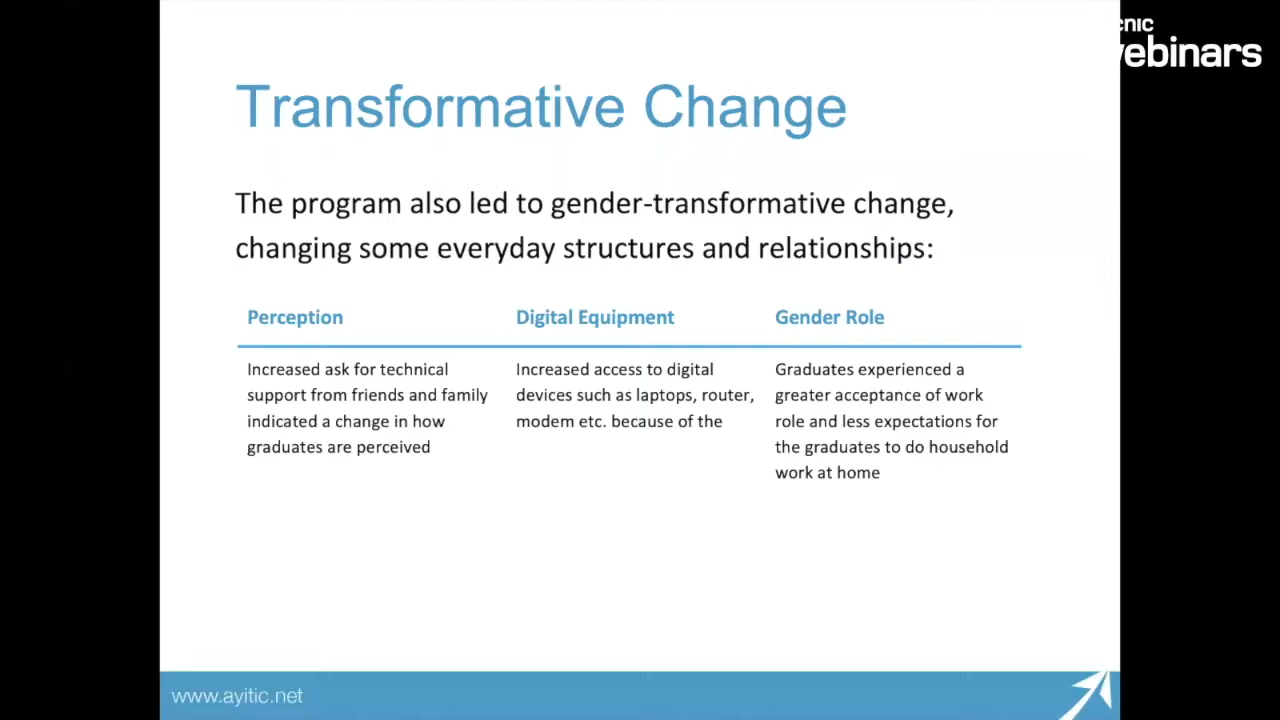 cnic
webinars
Transformative Change
The program also led to gender-transformative change,
changing some everyday structures and relationships:
Perception
Increased ask for technical
support from friends and family
indicated a change in how
graduates are perceived
Digital Equipment
Increased access to digital
devices such as laptops, router,
modem etc. because of the
Gender Role
Graduates experienced a
greater acceptance of work
role and less expectations for
the graduates to do household
work at home
www.ayitic.net